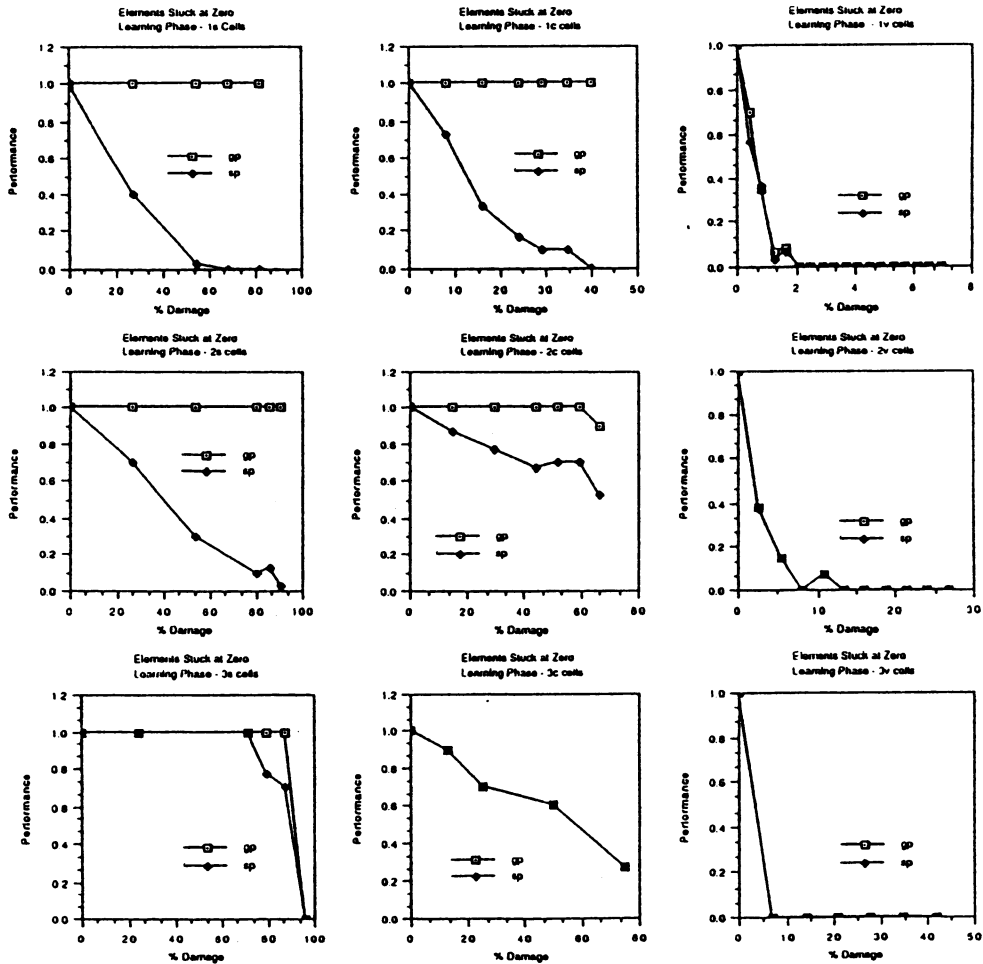 Elements Stuck at Zero
Learning Phase - 1s Cells
1.2
1.0
0.8
0.6
0.4
0.2
0.0
Performance
gp
sp
0 20 40 60 80 100
% Damage
Elements Stuck at Zero
Learning Phase - 1c cells
1.2
1.0
0.8
0.6
0.4
0.2
0.0
Performance
gp
sp
0 10 20 30 40 50
% Damage
Elements Stuck at Zero
Learning Phase - 1v cells
1.0
0.8
0.6
0.4
0.2
0.0
Performance
gp
sp
0 2 4 6 8
% Damage
Elements Stuck at Zero
Learning Phase - 2s cells
1.2
1.0
0.8
0.6
0.4
0.2
0.0
Performance
gp
sp
0 20 40 60 80 100
% Damage
Elements Stuck at Zero
Learning Phase - 2c cells
1.2
1.0
0.8
0.6
0.4
0.2
0.0
Performance
gp
sp
0 20 40 60 80
% Damage
Elements Stuck at Zero
Learning Phase - 2v cells
1.0
0.8
0.6
0.4
0.2
0.0
Performance
gp
sp
0 10 20 30
% Damage
Elements Stuck at Zero
Learning Phase - 3s cells
1.2
1.0
0.8
0.6
0.4
0.2
0.0
Performance
gp
sp
0 20 40 60 80 100
% Damage
Elements Stuck at Zero
Learning Phase - 3c cells
1.2
1.0
0.8
0.6
0.4
0.2
0.0
Performance
gp
sp
0 20 40 60 80
% Damage
Elements Stuck at Zero
Learning Phase - 3v cells
1.0
0.8
0.6
0.4
0.2
0.0
Performance
gp
sp
0 10 20 30 40 50
% Damage